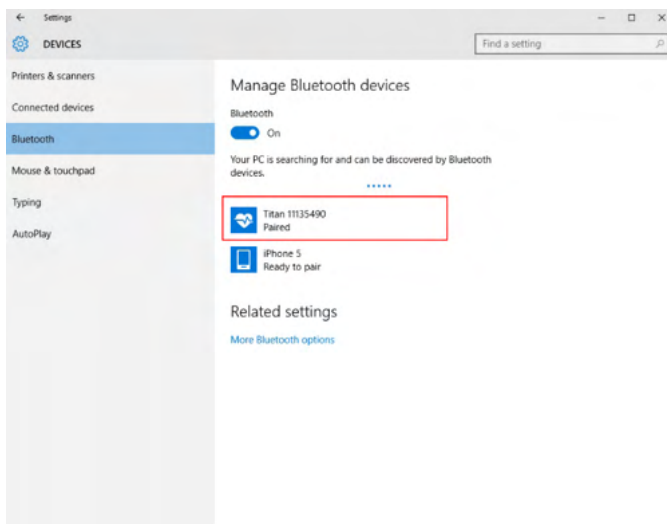 Settings
DEVICES
Find a setting
Printers & scanners
Connected devices
Bluetooth
Mouse & touchpad
Typing
AutoPlay
Manage Bluetooth devices
Bluetooth
On
Your PC is searching for and can be discovered by Bluetooth
devices.
Titan 11135490
Paired
iPhone 5
Ready to pair
Related settings
More Bluetooth options